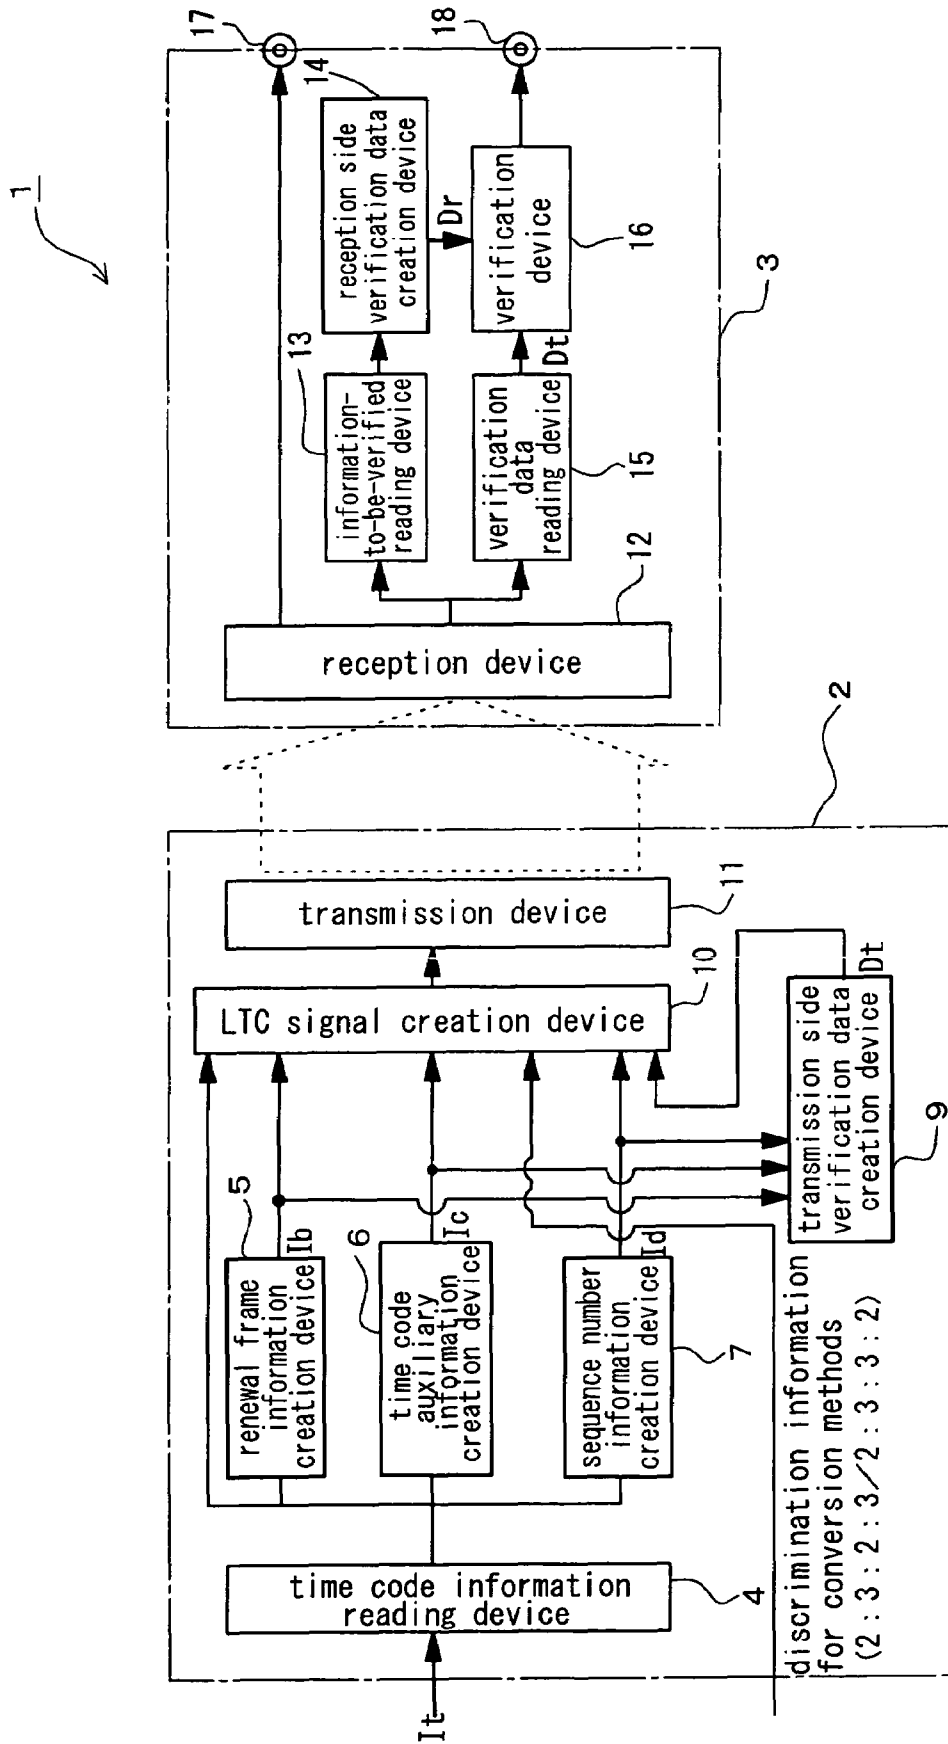 1
It
time code information
reading device
4
renewal frame
information
creation device
5
Ib
time code
auxiliary
information
creation device
6
Ic
sequence number
information
creation device
7
Id
discrimination information
for conversion methods
(2:3:2:3/2:3:3:2)
transmission side
verification data
creation device
9
Dt
LTC signal creation device
10
transmission device
11
2
reception device
12
information-
to-be-verified
reading device
13
reception side
verification data
creation device
14
Dr
verification
data
reading device
15
Dt
verification
device
16
17
18
3